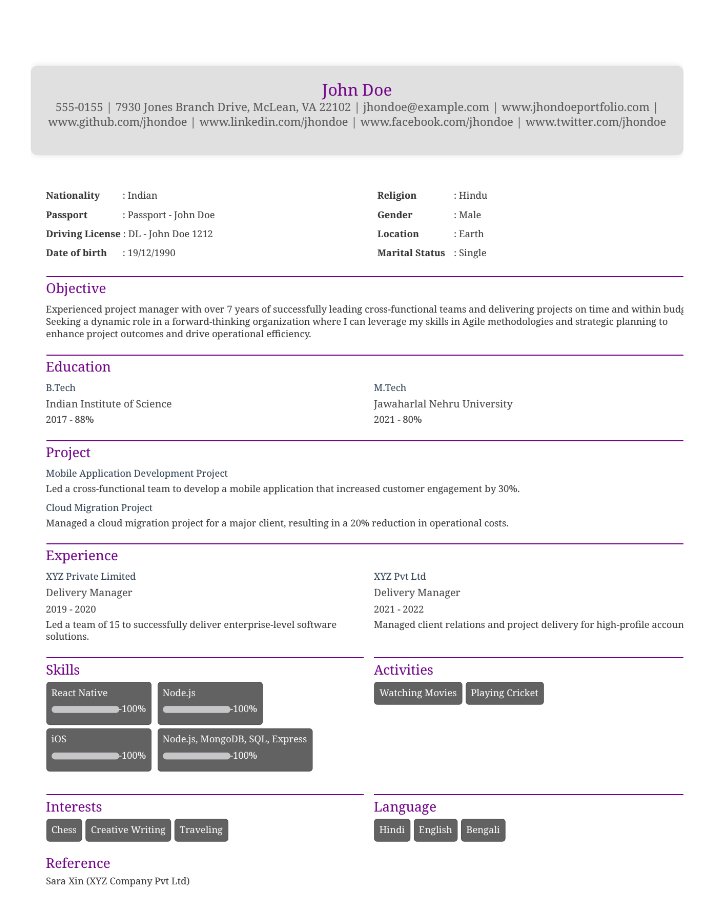 John Doe
555-0155 | 7930 Jones Branch Drive, McLean, VA 22102 | jhondoe@example.com | www.jhondoeportfolio.com |
www.github.com/jhondoe | www.linkedin.com/jhondoe | www.facebook.com/jhondoe | www.twitter.com/jhondoe
Nationality : Indian
Religion : Hindu
Passport : Passport - John Doe
Gender : Male
Driving License : DL - John Doe 1212
Location : Earth
Date of birth : 19/12/1990
Marital Status : Single
Objective
Experienced project manager with over 7 years of successfully leading cross-functional teams and delivering projects on time and within
Seeking a dynamic role in a forward-thinking organization where I can leverage my skills in Agile methodologies and strategic planning to
enhance project outcomes and drive operational efficiency.
Education
B.Tech
Indian Institute of Science
2017 - 88%
M.Tech
Jawaharlal Nehru University
2021 - 80%
Project
Mobile Application Development Project
Led a cross-functional team to develop a mobile application that increased customer engagement by 30%.
Cloud Migration Project
Managed a cloud migration project for a major client, resulting in a 20% reduction in operational costs.
Experience
XYZ Private Limited
Delivery Manager
2019 - 2020
Led a team of 15 to successfully deliver enterprise-level software
solutions.
XYZ Pvt Ltd
Delivery Manager
2021 - 2022
Managed client relations and project delivery for high-profile accoun
Skills
React Native
-100%
Node.js
-100%
iOS
-100%
Node.js, MongoDB, SQL, Express
-100%
Activities
Watching Movies
Playing Cricket
Interests
Chess
Creative Writing
Traveling
Language
Hindi
English
Bengali
Reference
Sara Xin (XYZ Company Pvt Ltd)